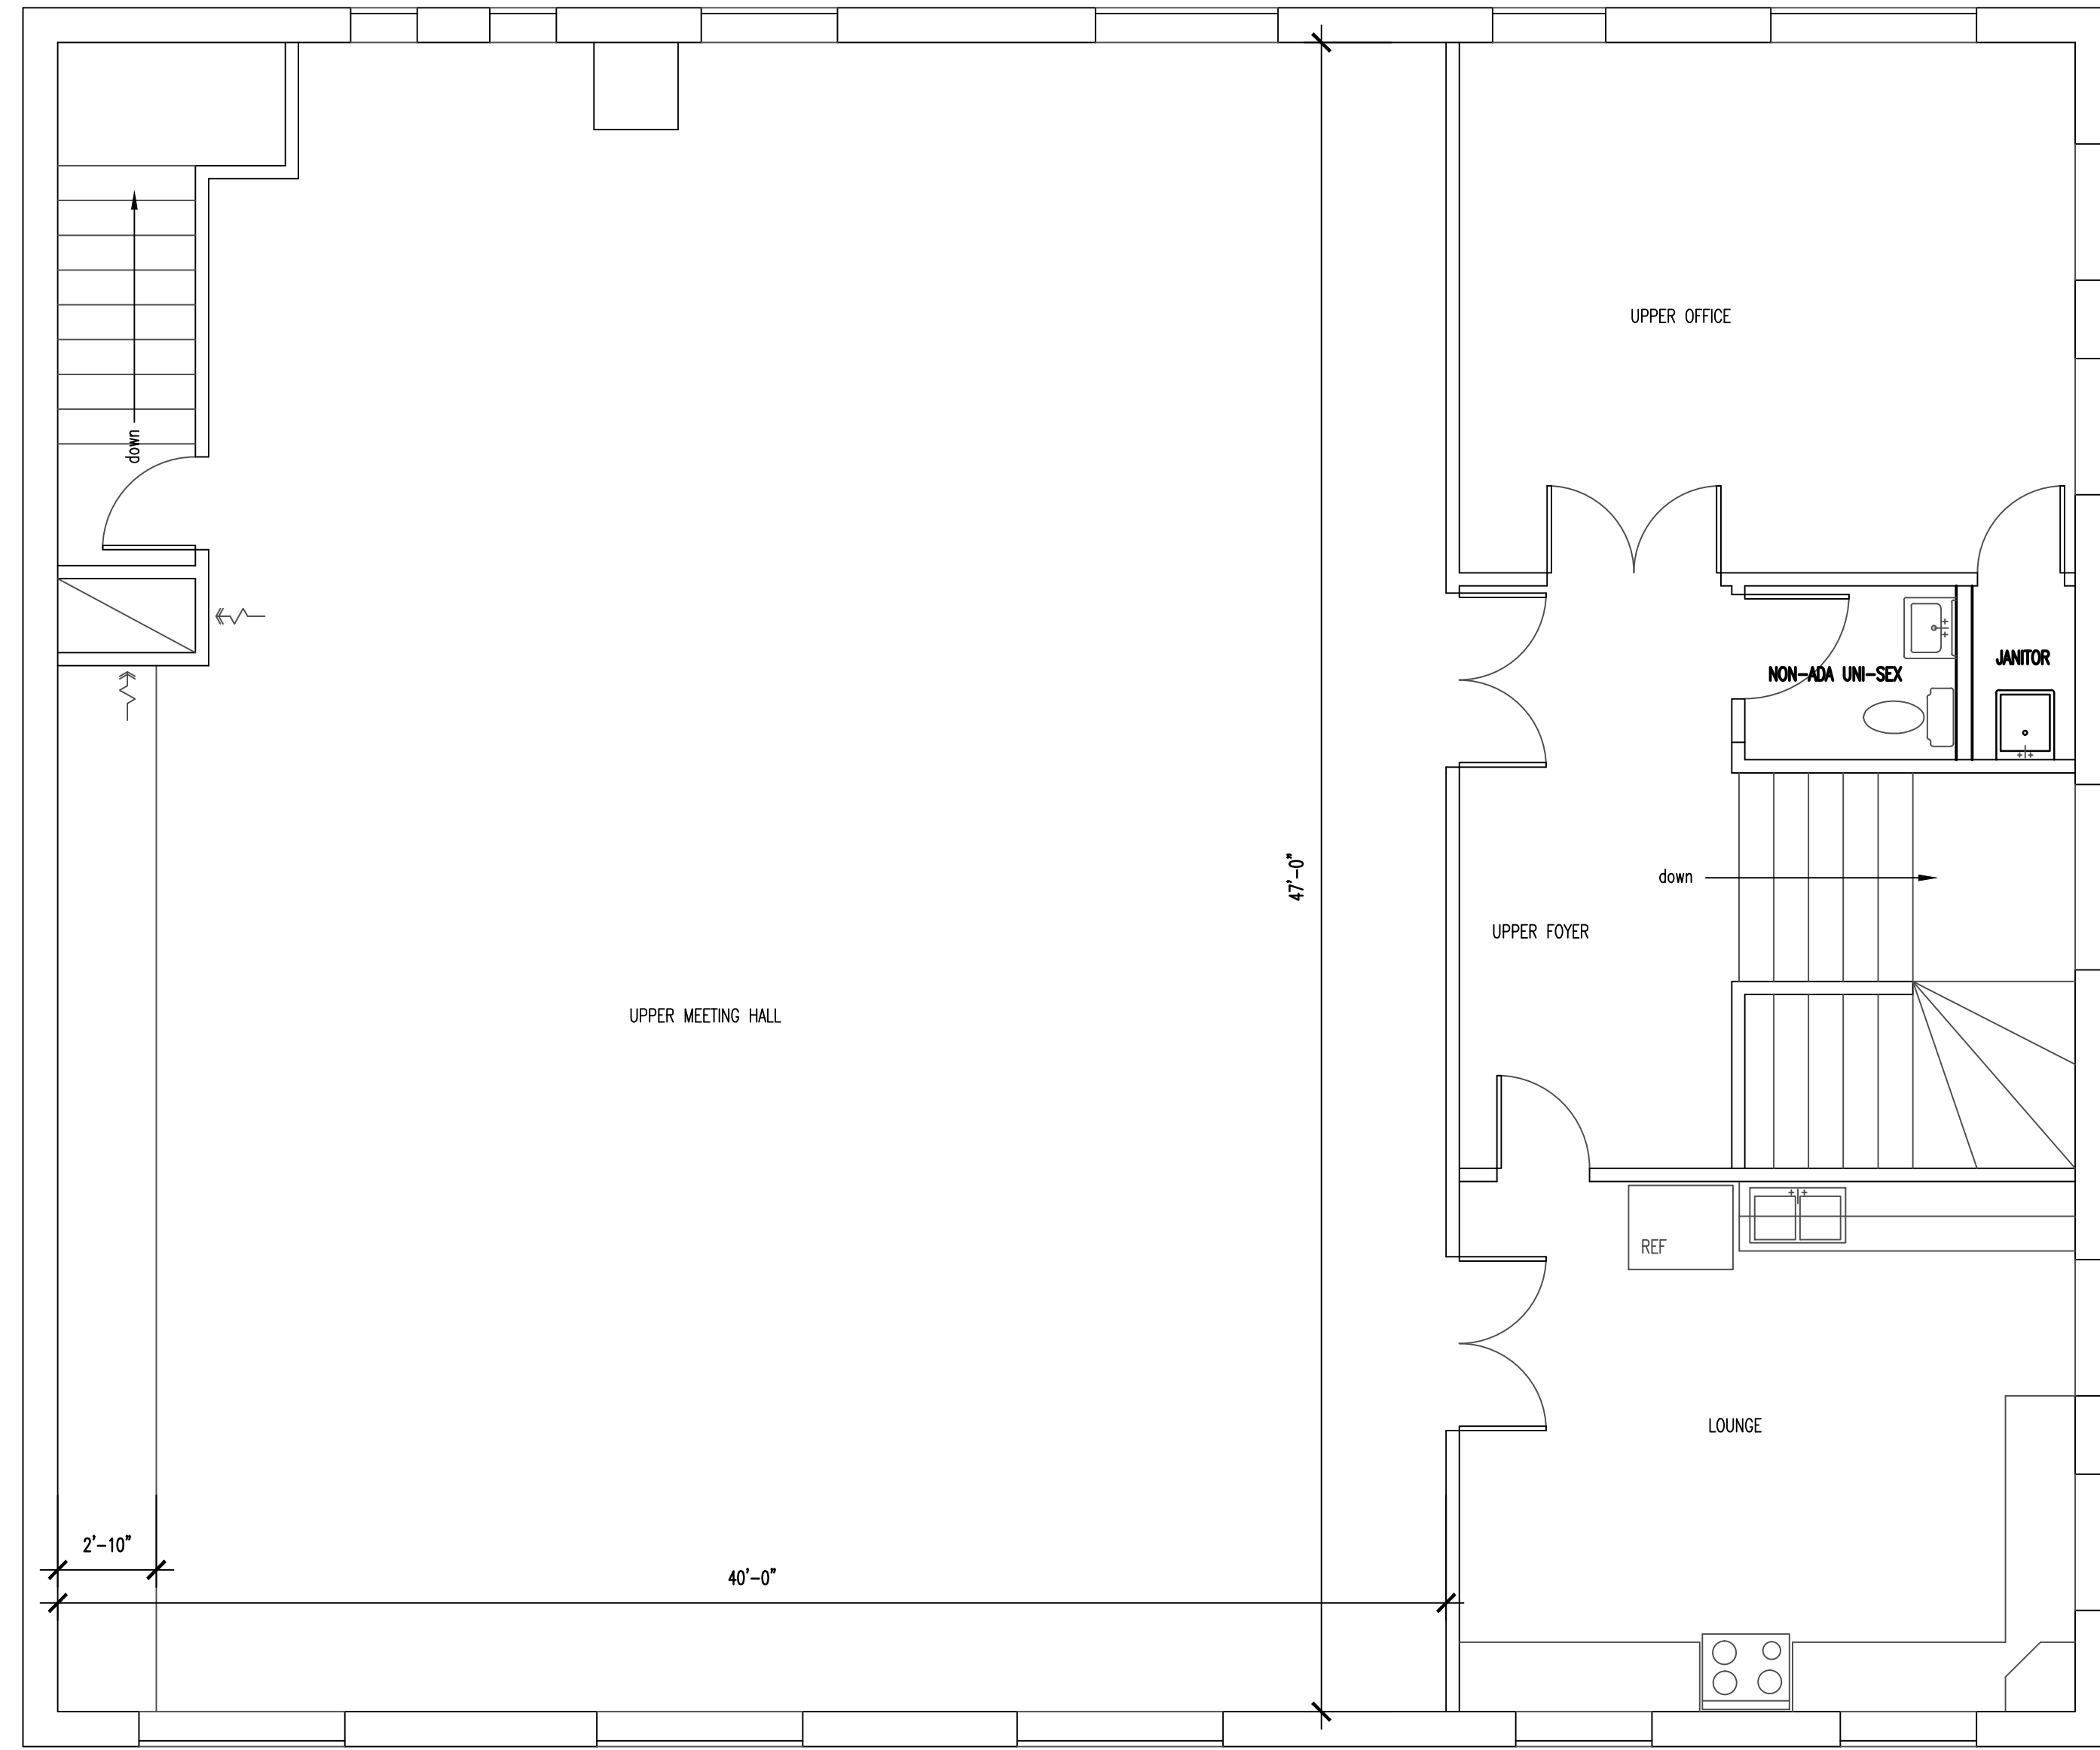 UPPER OFFICE
down
NON-ADA UNI-SEX
JANITOR
47'-0"
down
UPPER FOYER
UPPER MEETING HALL
REF
LOUNGE
2'-10"
40'-0"